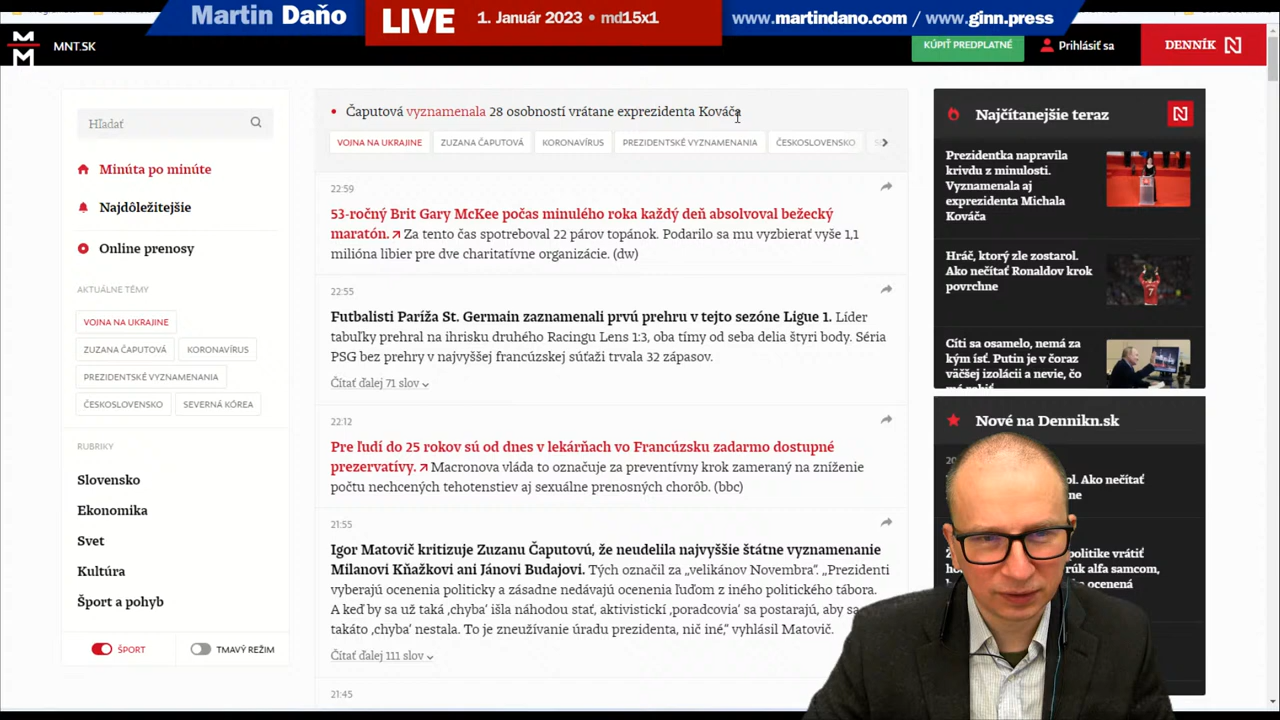 Martin Daňo
LIVE
1. Január 2023 • md15x1
www.martindano.com / www.ginn.press
MNT.SK
KÚPIŤ PREDPLATNÉ
Prihlásiť sa
DENNÍK N
Hľadať
Minúta po minúte
Najdôležitejšie
Online prenosy
AKTUÁLNE TÉMY
VOJNA NA UKRAJINE
ZUZANA ČAPUTOVÁ
KORONAVÍRUS
PREZIDENTSKÉ VYZNAMENANIA
ČESKOSLOVENSKO
SEVERNÁ KÓREA
RUBRIKY
Slovensko
Ekonomika
Svet
Kultúra
Šport a pohyb
ŠPORT
TMAVÝ REŽIM
Čaputová vyznamenala 28 osobností vrátane exprezidenta Kováča
VOJNA NA UKRAJINE
ZUZANA ČAPUTOVÁ
KORONAVÍRUS
PREZIDENTSKÉ VYZNAMENANIA
ČESKOSLOVENSKO
22:59
53-ročný Brit Gary McKee počas minulého roka každý deň absolvoval bežecký
maratón. Za tento čas spotreboval 22 párov topánok. Podarilo sa mu vyzbierať vyše 1,1
milióna libier pre dve charitatívne organizácie. (dw)
22:55
Futbalisti Paríža St. Germain zaznamenali prvú prehru v tejto sezóne Ligue 1. Líder
tabuľky prehral na ihrisku druhého Racingu Lens 1:3, oba tímy od seba delia štyri body. Séria
PSG bez prehry v najvyššej francúzskej súťaži trvala 32 zápasov.
Čítať ďalej 71 slov
22:12
Pre ľudí do 25 rokov sú od dnes v lekárňach vo Francúzsku zadarmo dostupné
prezervatívy. Macronova vláda to označuje za preventívny krok zameraný na zníženie
počtu nechcených tehotenstiev aj sexuálne prenosných chorôb. (bbc)
21:55
Igor Matovič kritizuje Zuzanu Čaputovú, že neudelila najvyššie štátne vyznamenanie
Milanovi Kňažkovi ani Jánovi Budajovi. Tých označil za „velikánov Novembra“. „Prezidenti
vyberajú ocenenia politicky a zásadne nedávajú ocenenia ľuďom z iného politického tábora.
A keď by sa už taká ‚chyba‘ išla náhodou stať, aktivistickí ‚poradcovia‘ sa postarajú, aby sa
takáto ‚chyba‘ nestala. To je zneužívanie úradu prezidenta, nič iné,“ vyhlásil Matovič.
Čítať ďalej 111 slov
21:45
Najčítanejšie teraz
N
Prezidentka napravila
krivdu z minulosti.
Vyznamenala aj
exprezidenta Michala
Kováča
Hráč, ktorý zle zostarol.
Ako nečítať Ronaldov krok
povrchne
Cíti sa osamelo, nemá za
kým ísť. Putin je v čoraz
väčšej izolácii a nevie, čo
Nové na Dennikn.sk
20
ol. Ako nečítať
ne
politike vrátiť
rúk alfa samcom,
ocenená